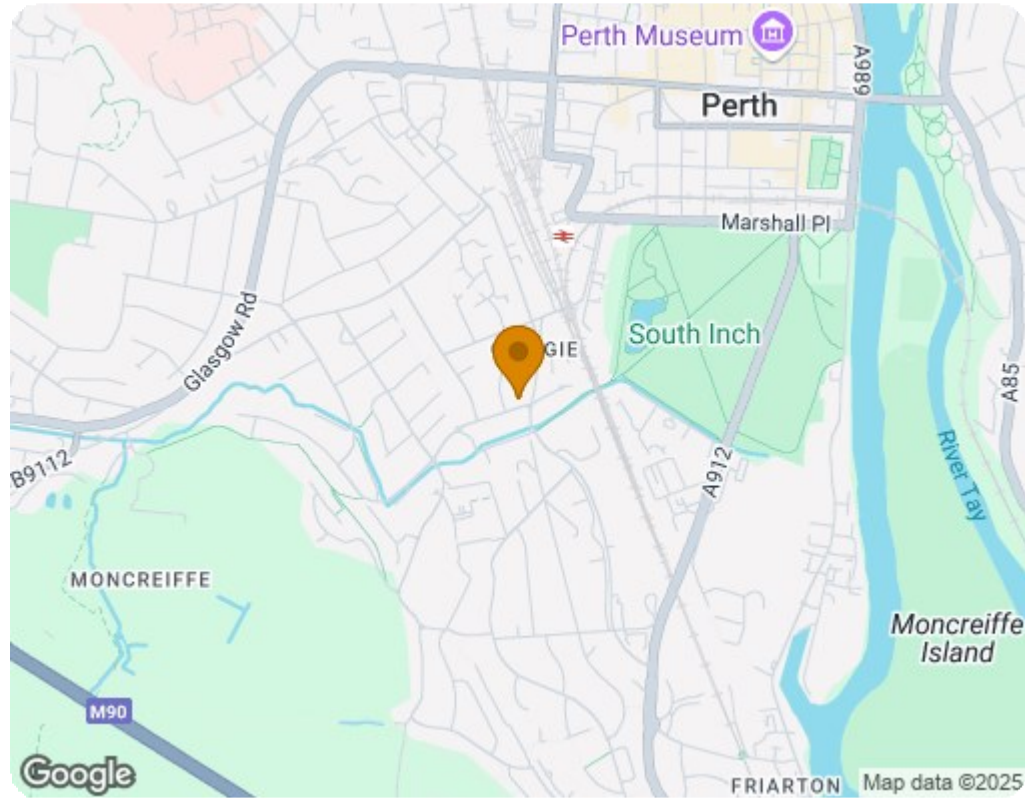 Perth Museum
A989
Perth
Marshall Pl
South Inch
GIE
Glasgow Rd
A85
B9112
A912
River Tay
MONCREIFFE
Moncreiffe
Island
M90
FRIARTON
Google
Map data ©2025